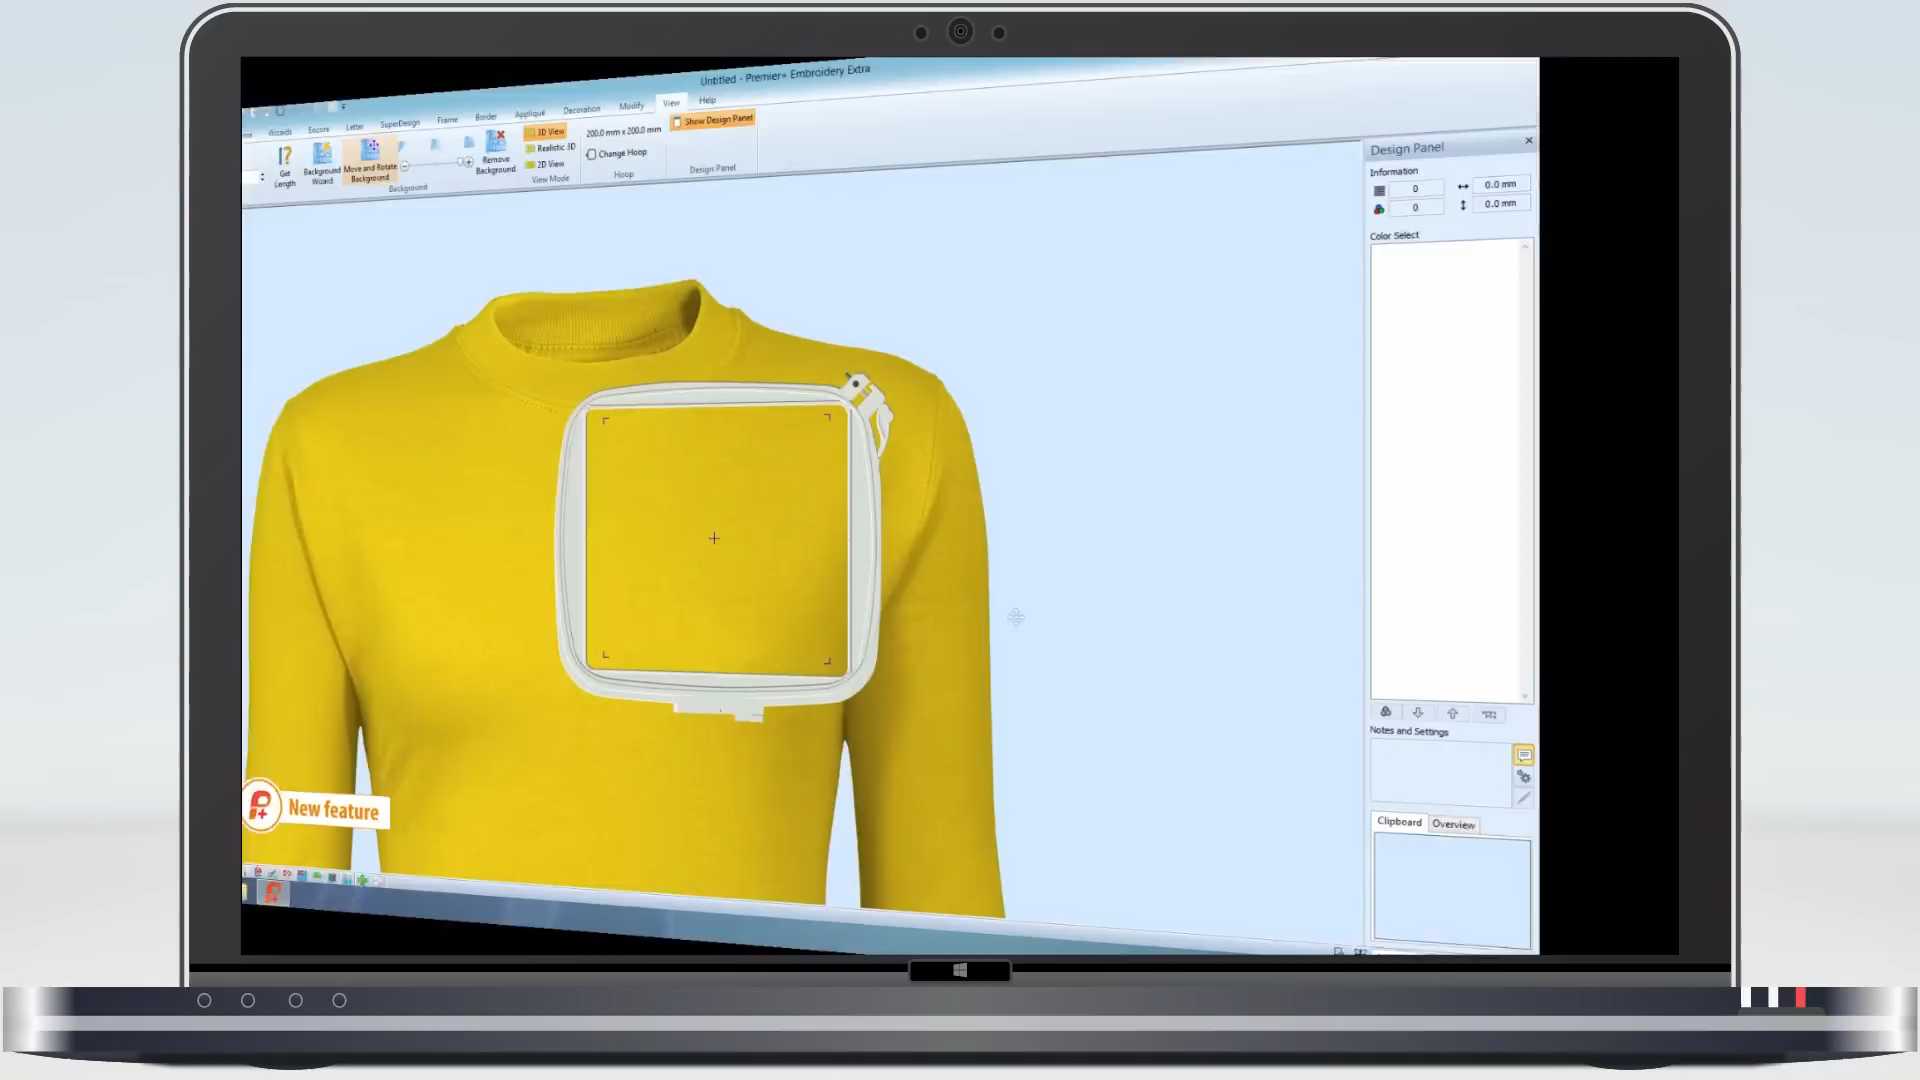 Untitled - Premier+ Embroidery Extra
Wizards Encore Letter SuperDesign Frame Border Appliqué Decoration Modify View Help
Get Length
Background Wizard
Move and Rotate Background
Remove Background
Background
3D View
Realistic 3D
2D View
View Mode
200.0 mm x 200.0 mm
Change Hoop
Hoop
Show Design Panel
Design Panel
Design Panel
Information
0 0.0 mm
0 0.0 mm
Color Select
Notes and Settings
Clipboard Overview
P+ New feature